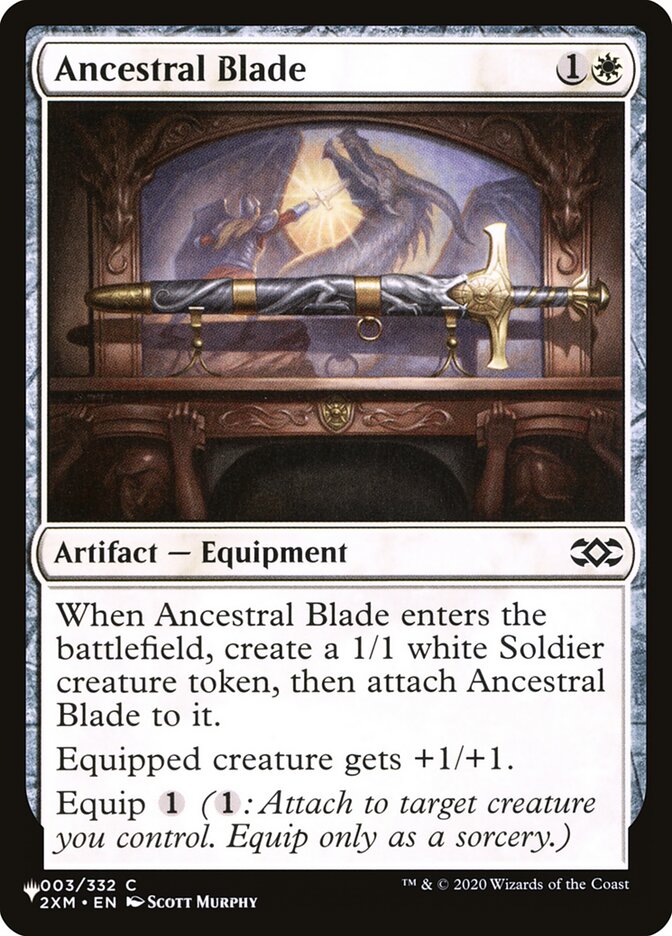 Ancestral Blade 1
Artifact — Equipment
When Ancestral Blade enters the
battlefield, create a 1/1 white Soldier
creature token, then attach Ancestral
Blade to it.
Equipped creature gets +1/+1.
Equip 1 (1: Attach to target creature
you control. Equip only as a sorcery.)
003/332 C
2XM • EN Scott Murphy
™ & © 2020 Wizards of the Coast